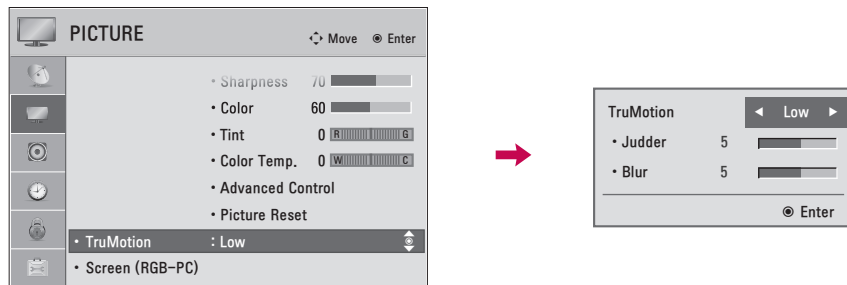 PICTURE
Move Enter
• Sharpness 70
• Color 60
• Tint 0 R G
• Color Temp. 0 W C
• Advanced Control
• Picture Reset
• TruMotion : Low
• Screen (RGB-PC)
TruMotion ◄ Low ►
• Judder 5
• Blur 5
Enter